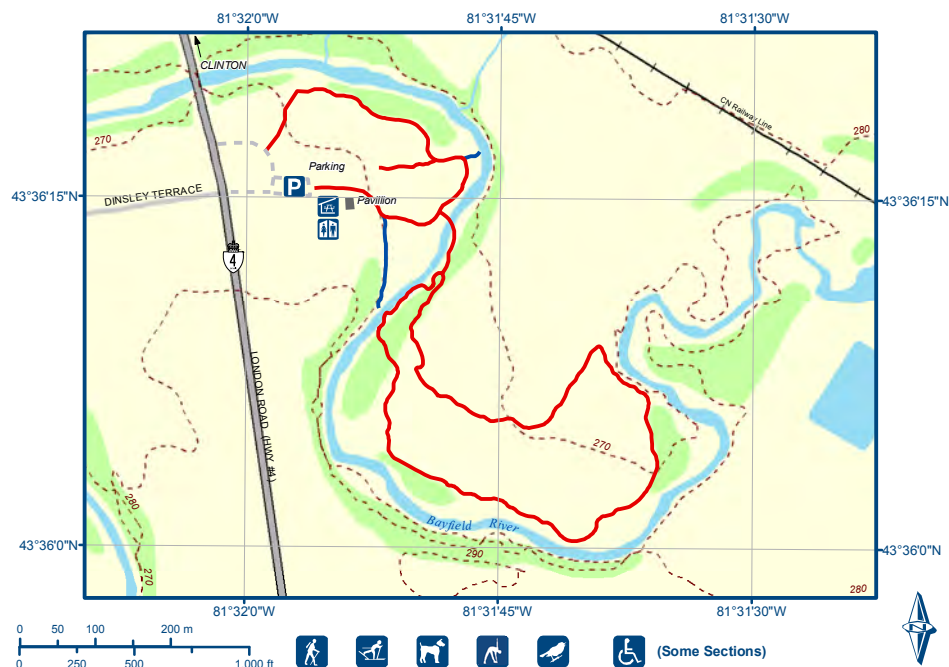 81°32'0"W 81°31'45"W 81°31'30"W
CLINTON
CN Railway Line
270
280
Parking
P
DINSLEY TERRACE
Pavillion
43°36'15"N 43°36'15"N
4
LONDON ROAD (HWY #4)
270
280
270
Bayfield River
290
280
43°36'0"N 43°36'0"N
81°32'0"W 81°31'45"W 81°31'30"W
0 50 100 200 m
0 250 500 1,000 ft
(Some Sections)